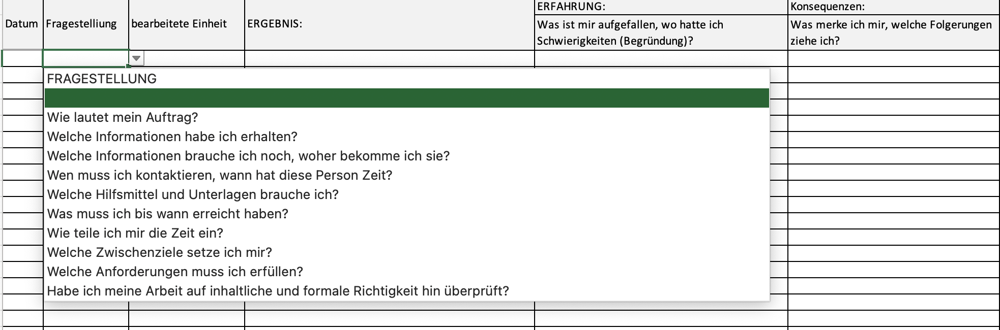 Datum
Fragestelliung
bearbeitete Einheit
ERGEBNIS:
ERFAHRUNG:
Was ist mir aufgefallen, wo hatte ich
Schwierigkeiten (Begründung)?
Konsequenzen:
Was merke ich mir, welche Folgerungen
ziehe ich?
FRAGESTELLUNG
Wie lautet mein Auftrag?
Welche Informationen habe ich erhalten?
Welche Informationen brauche ich noch, woher bekomme ich sie?
Wen muss ich kontaktieren, wann hat diese Person Zeit?
Welche Hilfsmittel und Unterlagen brauche ich?
Was muss ich bis wann erreicht haben?
Wie teile ich mir die Zeit ein?
Welche Zwischenziele setze ich mir?
Welche Anforderungen muss ich erfüllen?
Habe ich meine Arbeit auf inhaltliche und formale Richtigkeit hin überprüft?